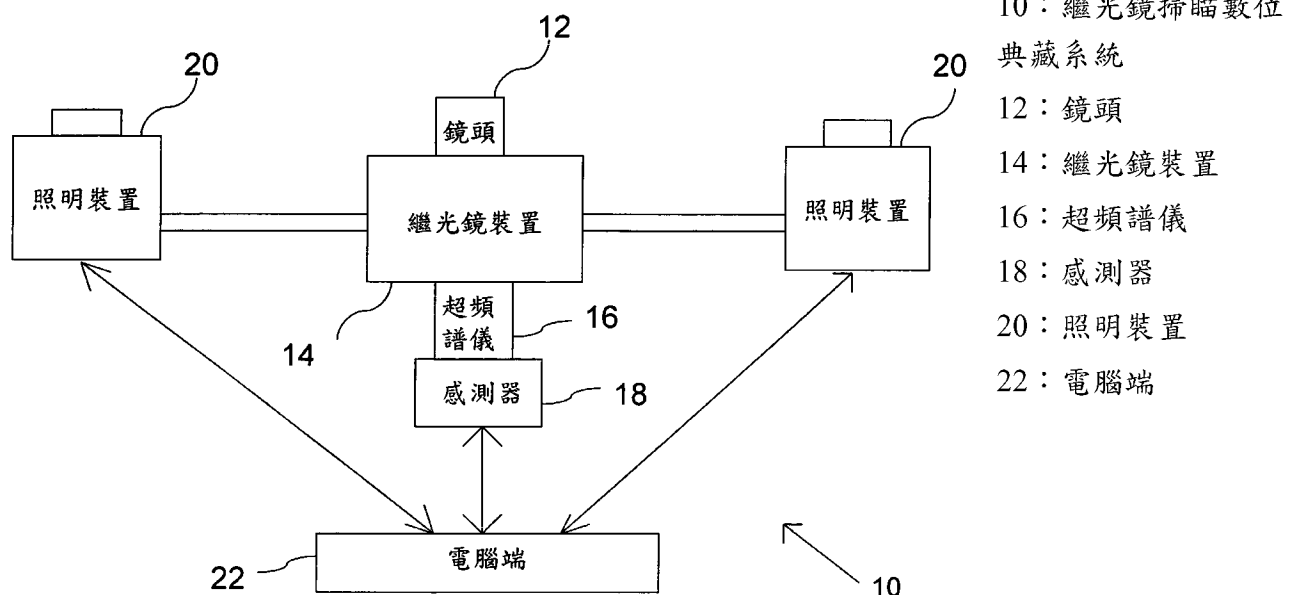 12
20
20
鏡頭
照明裝置
繼光鏡裝置
照明裝置
超頻
譜儀
16
14
感測器
18
電腦端
22
10
10：繼光鏡掃瞄數位
典藏系統
12：鏡頭
14：繼光鏡裝置
16：超頻譜儀
18：感測器
20：照明裝置
22：電腦端